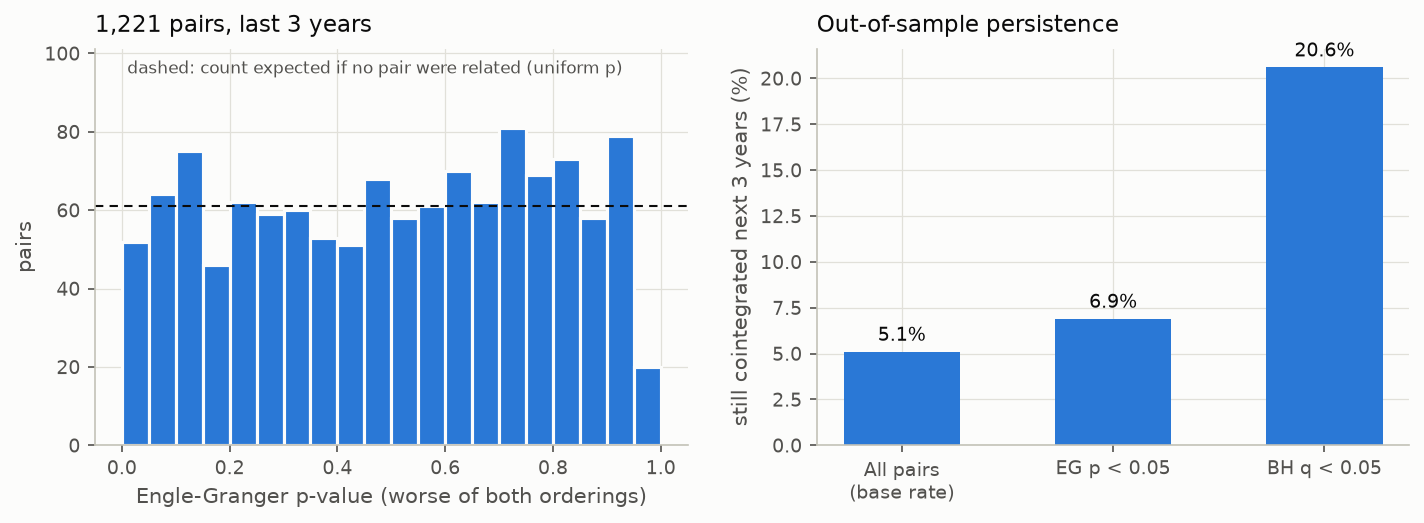 1,221 pairs, last 3 years
dashed: count expected if no pair were related (uniform p)
100
80
60
40
20
0
pairs
0.0
0.2
0.4
0.6
0.8
1.0
Engle-Granger p-value (worse of both orderings)
Out-of-sample persistence
20.0
17.5
15.0
12.5
10.0
7.5
5.0
2.5
0.0
still cointegrated next 3 years (%)
5.1%
6.9%
20.6%
All pairs
(base rate)
EG p < 0.05
BH q < 0.05